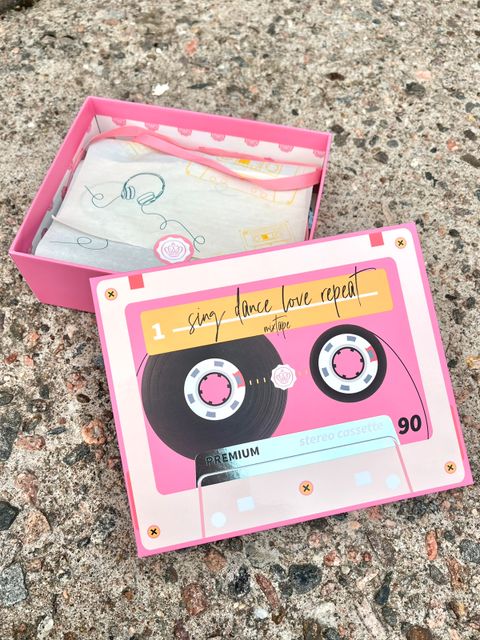 1 sing dance love repeat
mixtape
90
PREMIUM stereo cassette